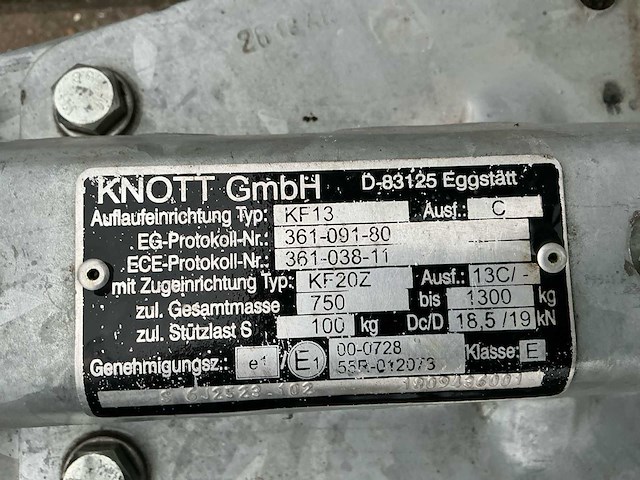 KNOTT GmbH D-83125 Eggstätt
Auflaufeinrichtung Typ: KF13 Ausf.: C
EG-Protokoll-Nr.: 361-091-80
ECE-Protokoll-Nr.: 361-038-11
mit Zugeinrichtung Typ: KF20Z Ausf.: 13C/-
zul. Gesamtmasse 750 bis 1300 kg
zul. Stützlast S 100 kg Dc/D 18,5/19 kN
Genehmigungsz.: e1 / E1 00-0728 Klasse: E
55R-012073